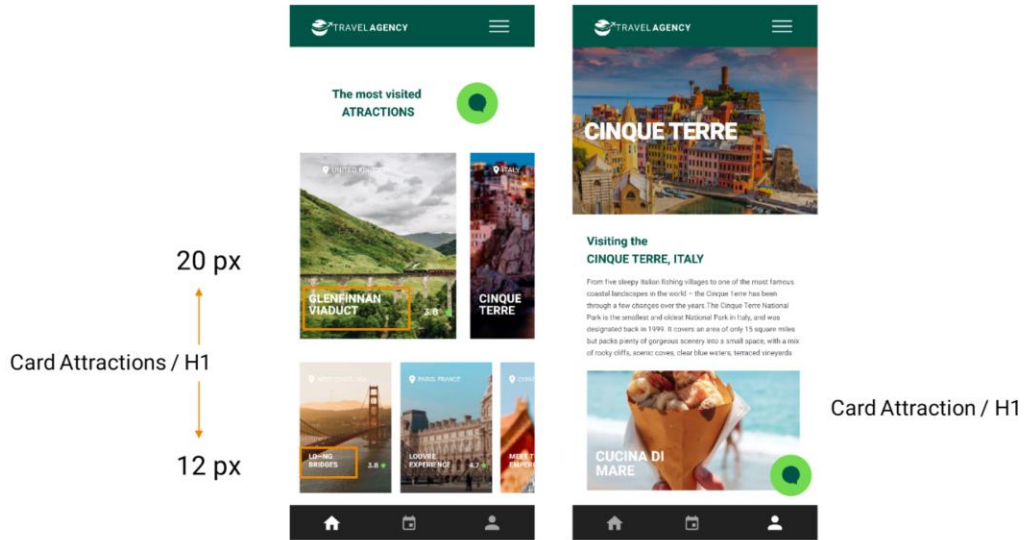 TRAVEL AGENCY
The most visited
ATRACTIONS
ITALY
GLENFINNAN
VIADUCT
3.8
CINQUE
TERRE
PARIS, FRANCE
BRIDGES
3.8
LOUVRE
EXPERIENCE
4.7
20 px
Card Attractions / H1
12 px
TRAVEL AGENCY
CINQUE TERRE
Visiting the
CINQUE TERRE, ITALY
From five sleepy Italian fishing villages to one of the most famous
coastal landscapes in the world – the Cinque Terre has been
through a few changes over the years. The Cinque Terre National
Park is the smallest and oldest National Park in Italy, and was
designated back in 1999. It covers an area of only 15 square miles
but packs plenty of gorgeous scenery into a small space, with a mix
of rocky cliffs, scenic coves, clear blue waters, terraced vineyards
CUCINA DI
MARE
Card Attraction / H1